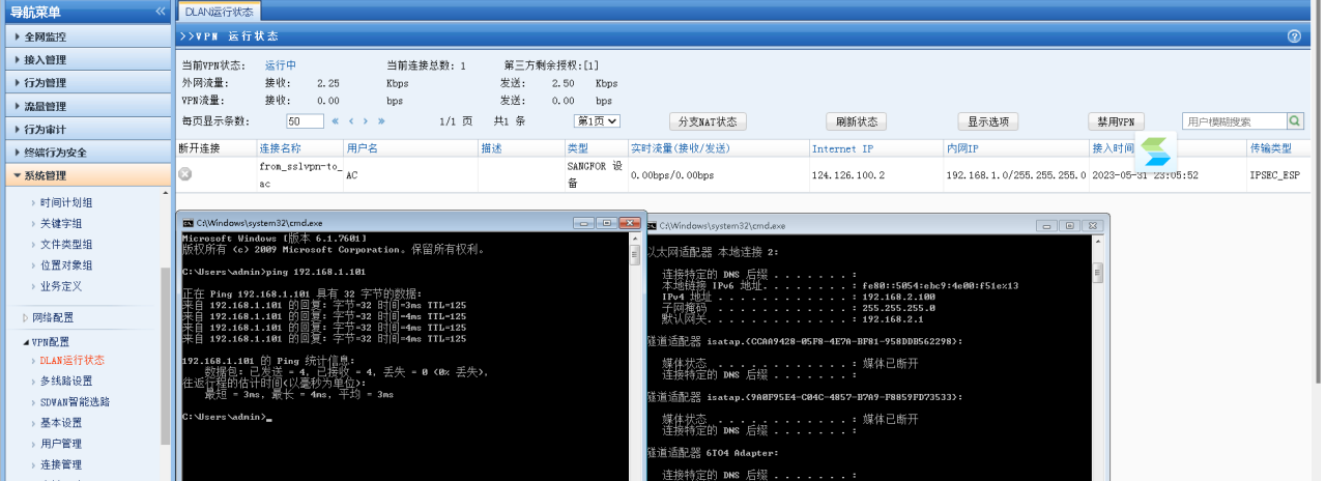 导航菜单
全网监控
接入管理
行为管理
流量管理
行为审计
终端行为安全
系统管理
时间计划组
关键字组
文件类型组
位置对象组
业务定义
网络配置
VPN配置
DLAN运行状态
多线路设置
SDWAN智能选路
基本设置
用户管理
连接管理
DLAN运行状态
>>VPN 运行状态
当前VPN状态: 运行中 当前连接总数: 1 第三方剩余授权:[1]
外网流量: 接收: 2.25 Kbps 发送: 2.50 Kbps
VPN流量: 接收: 0.00 bps 发送: 0.00 bps
每页显示条数: 50 1/1 页 共1 条 第1页 分支NAT状态 刷新状态 显示选项 禁用VPN 用户模糊搜索
断开连接 连接名称 用户名 描述 类型 实时流量(接收/发送) Internet IP 内网IP 接入时间 传输类型
from_sslvpn-to_ac AC SANGFOR 设备 0.00bps/0.00bps 124.126.100.2 192.168.1.0/255.255.255.0 2023-05-31 23:05:52 IPSEC_ESP
C:\Windows\system32\cmd.exe
Microsoft Windows [版本 6.1.7601]
版权所有 (c) 2009 Microsoft Corporation。保留所有权利。
C:\Users\admin>ping 192.168.1.101
正在 Ping 192.168.1.101 具有 32 字节的数据:
来自 192.168.1.101 的回复: 字节=32 时间=3ms TTL=125
来自 192.168.1.101 的回复: 字节=32 时间=4ms TTL=125
来自 192.168.1.101 的回复: 字节=32 时间=4ms TTL=125
来自 192.168.1.101 的回复: 字节=32 时间=4ms TTL=125
192.168.1.101 的 Ping 统计信息:
数据包: 已发送 = 4, 已接收 = 4, 丢失 = 0 (0% 丢失),
往返行程的估计时间(以毫秒为单位):
最短 = 3ms, 最长 = 4ms, 平均 = 3ms
C:\Users\admin>_
C:\Windows\system32\cmd.exe
以太网适配器 本地连接 2:
连接特定的 DNS 后缀 . . . . . . . :
本地链接 IPv6 地址. . . . . . . . : fe80::5054:ebc9:4e00:f51ex13
IPv4 地址 . . . . . . . . . . . . : 192.168.2.100
子网掩码 . . . . . . . . . . . . : 255.255.255.0
默认网关. . . . . . . . . . . . . : 192.168.2.1
隧道适配器 isatap.{CCAA9428-05F8-4E7A-BF81-958DDB562298}:
媒体状态 . . . . . . . . . . . . : 媒体已断开
连接特定的 DNS 后缀 . . . . . . . :
隧道适配器 isatap.{9A0F95E4-C04C-4857-B7A9-F8859FD73533}:
媒体状态 . . . . . . . . . . . . : 媒体已断开
连接特定的 DNS 后缀 . . . . . . . :
隧道适配器 6TO4 Adapter:
连接特定的 DNS 后缀 . . . . . . . :